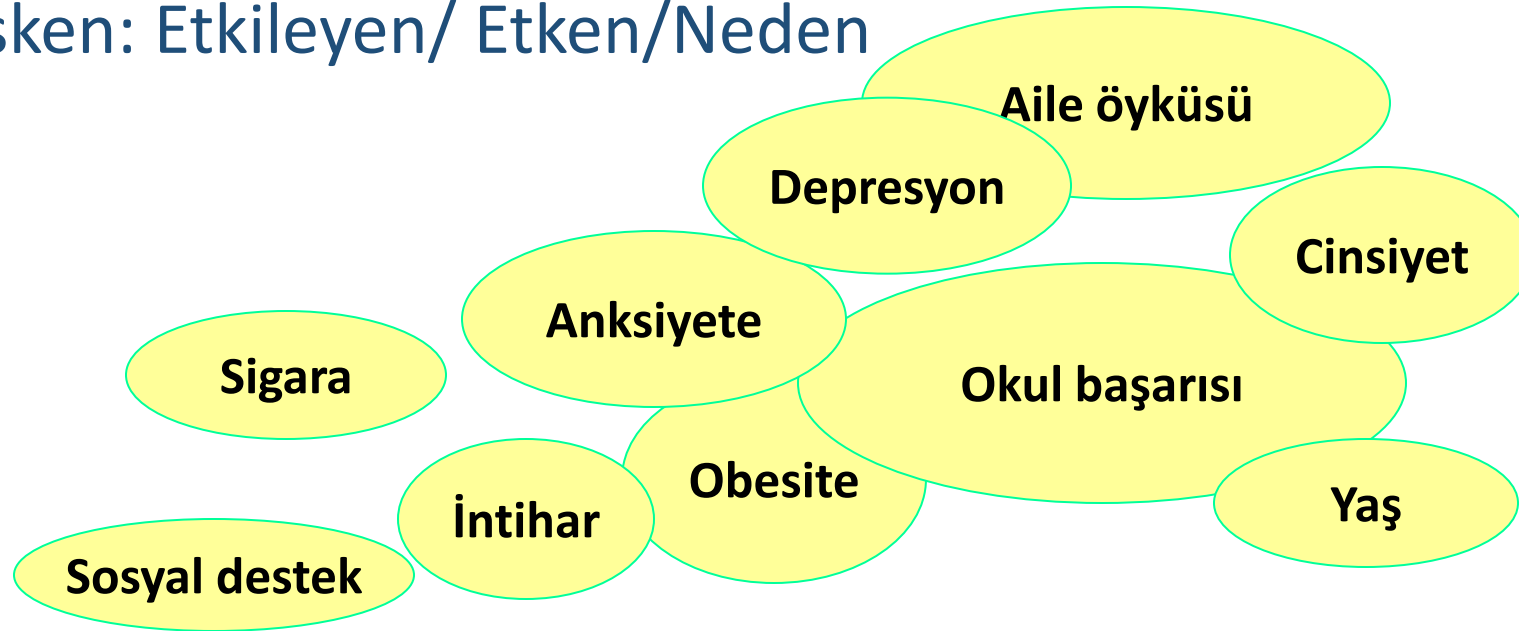 sken: Etkileyen/ Etken/Neden
Aile öyküsü
Depresyon
Cinsiyet
Anksiyete
Sigara
Okul başarısı
Obesite
İntihar
Yaş
Sosyal destek